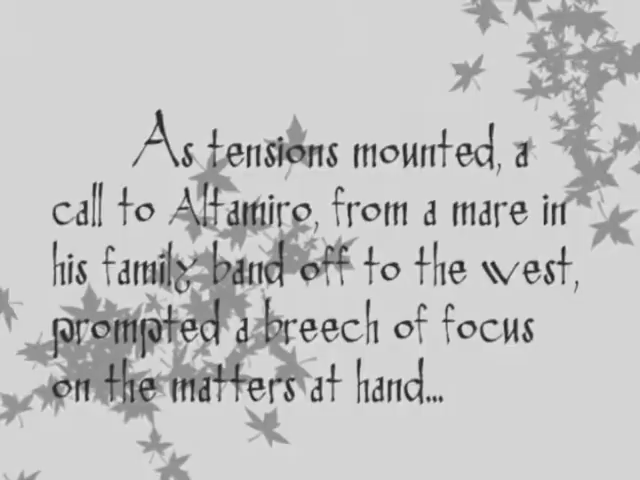 As tensions mounted, a
call to Altamiro, from a mare in
his family band off to the west,
prompted a breech of focus
on the matters at hand...